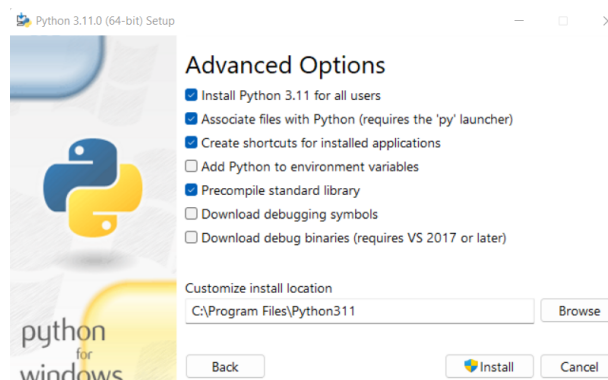 Python 3.11.0 (64-bit) Setup
Advanced Options
Install Python 3.11 for all users
Associate files with Python (requires the 'py' launcher)
Create shortcuts for installed applications
Add Python to environment variables
Precompile standard library
Download debugging symbols
Download debug binaries (requires VS 2017 or later)
Customize install location
C:\Program Files\Python311
Browse
python
for
windows
Back
Install
Cancel